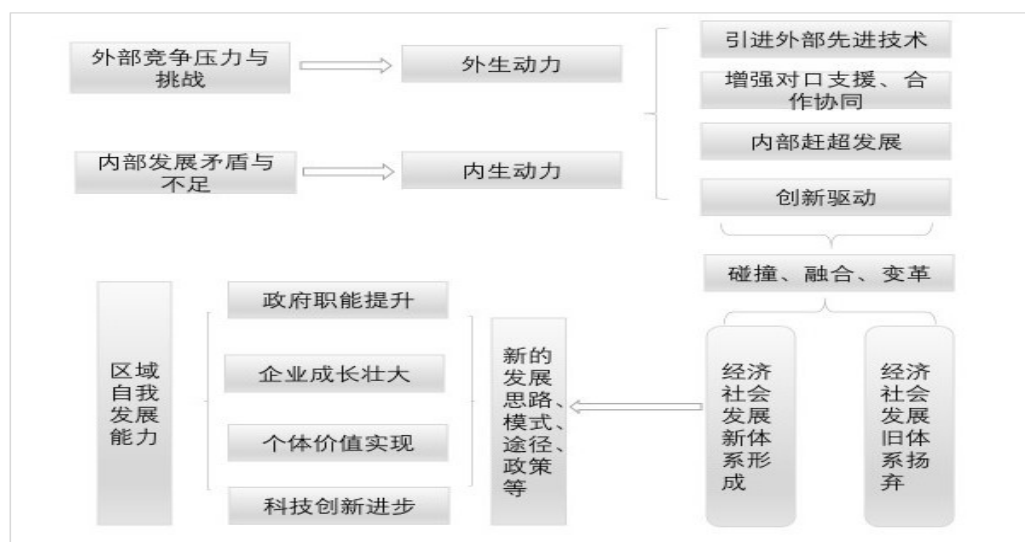 外部竞争压力与
挑战
外生动力
引进外部先进技术
增强对口支援、合
作协同
内部发展矛盾与
不足
内生动力
内部赶超发展
创新驱动
碰撞、融合、变革
经济
社会
发展
新体
系形
成
经济
社会
发展
旧体
系扬
弃
新的
发展
思路、
模式、
途径、
政策
等
政府职能提升
企业成长壮大
个体价值实现
科技创新进步
区域
自我
发展
能力